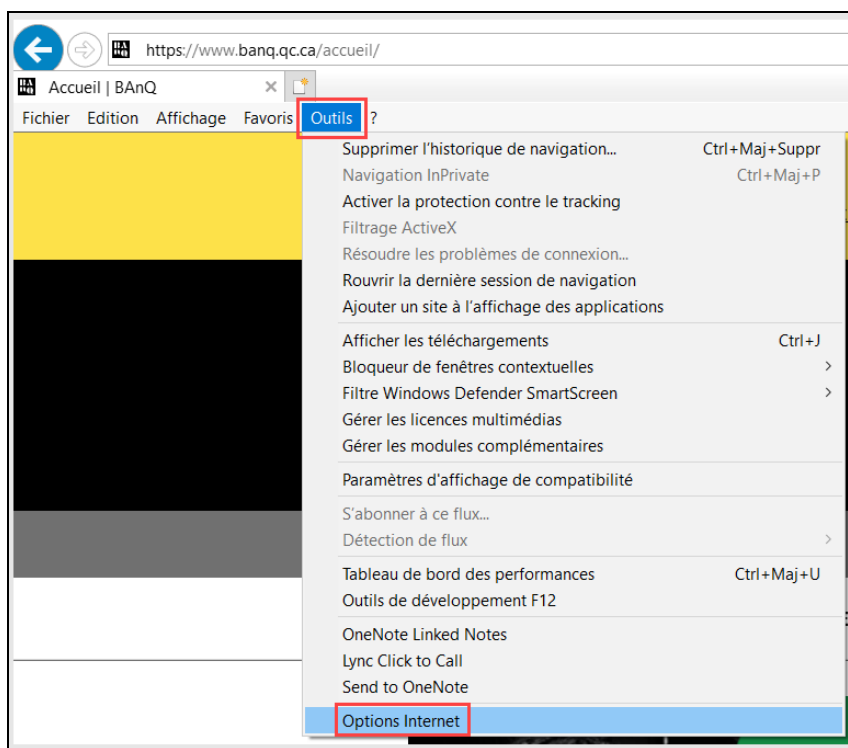 https://www.banq.qc.ca/accueil/
Accueil | BAnQ
Fichier Edition Affichage Favoris Outils ?
Supprimer l'historique de navigation... Ctrl+Maj+Suppr
Navigation InPrivate Ctrl+Maj+P
Activer la protection contre le tracking
Filtrage ActiveX
Résoudre les problèmes de connexion...
Rouvrir la dernière session de navigation
Ajouter un site à l'affichage des applications
Afficher les téléchargements Ctrl+J
Bloqueur de fenêtres contextuelles
Filtre Windows Defender SmartScreen
Gérer les licences multimédias
Gérer les modules complémentaires
Paramètres d'affichage de compatibilité
S'abonner à ce flux...
Détection de flux
Tableau de bord des performances Ctrl+Maj+U
Outils de développement F12
OneNote Linked Notes
Lync Click to Call
Send to OneNote
Options Internet